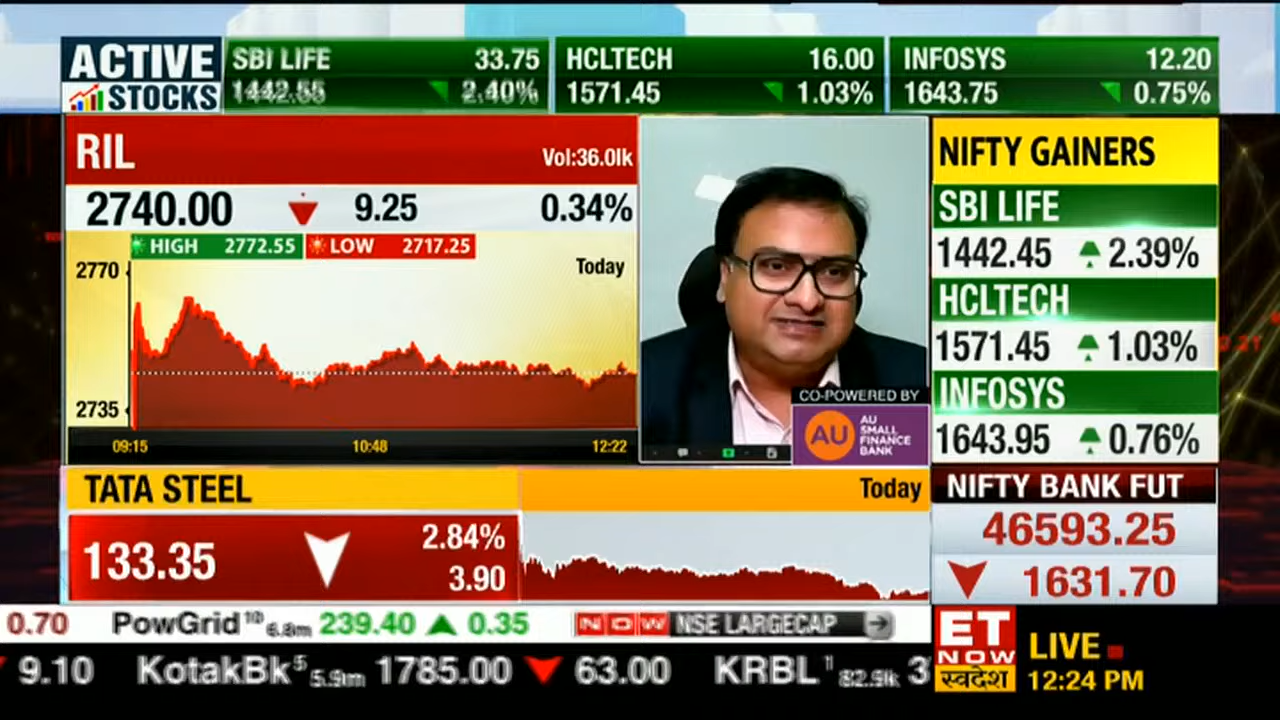 ACTIVE
STOCKS
SBI LIFE 33.75
1442.55 2.40%
HCLTECH 16.00
1571.45 1.03%
INFOSYS 12.20
1643.75 0.75%
RIL Vol:36.0lk
2740.00 9.25 0.34%
HIGH 2772.55 LOW 2717.25
Today
2770
2735
09:15 10:48 12:22
CO-POWERED BY
AU
AU
SMALL
FINANCE
BANK
NIFTY GAINERS
SBI LIFE
1442.45 2.39%
HCLTECH
1571.45 1.03%
INFOSYS
1643.95 0.76%
TATA STEEL Today
133.35 2.84%
3.90
NIFTY BANK FUT
46593.25
1631.70
0.70 PowGrid 10 6.8m 239.40 0.35 NOW NSE LARGECAP
9.10 KotakBk 5 5.9m 1785.00 63.00 KRBL 1 82.9k 3
ET
NOW
स्वदेश
LIVE
12:24 PM